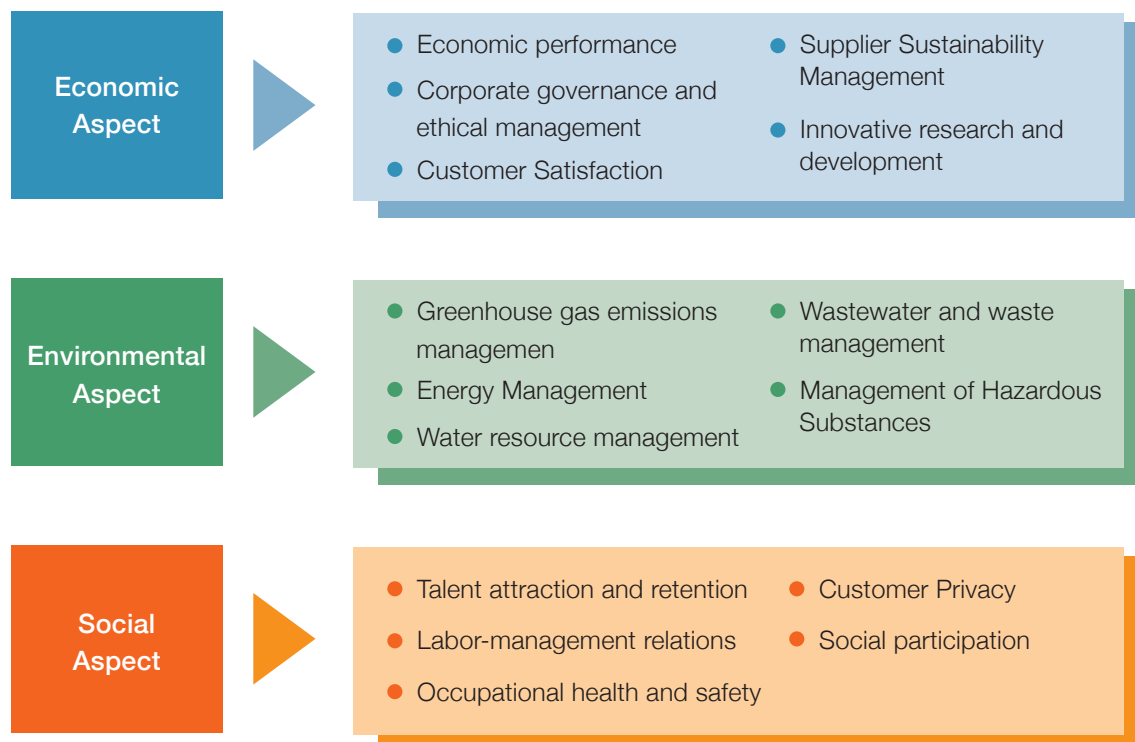 Economic
Aspect
Economic performance
Corporate governance and
ethical management
Customer Satisfaction
Supplier Sustainability
Management
Innovative research and
development
Environmental
Aspect
Greenhouse gas emissions
managemen
Energy Management
Water resource management
Wastewater and waste
management
Management of Hazardous
Substances
Social
Aspect
Talent attraction and retention
Labor-management relations
Occupational health and safety
Customer Privacy
Social participation